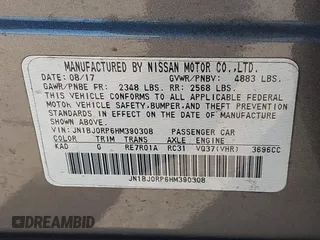 MANUFACTURED BY NISSAN MOTOR CO.,LTD.
DATE: 08/17 GVWR/PNBV: 4883 LBS.
GAWR/PNBE FR: 2348 LBS. RR: 2568 LBS.
THIS VEHICLE CONFORMS TO ALL APPLICABLE FEDERAL
MOTOR VEHICLE SAFETY, BUMPER, AND THEFT PREVENTION
STANDARDS IN EFFECT ON THE DATE OF MANUFACTURE
SHOWN ABOVE.
VIN: JN1BJ0RP6HM390308 PASSENGER CAR
COLOR TRIM TRANS AXLE ENGINE
KAD G RE7R01A RC31 VQ37(VHR) 3696CC
JN1BJ0RP6HM390308
DREAMBID